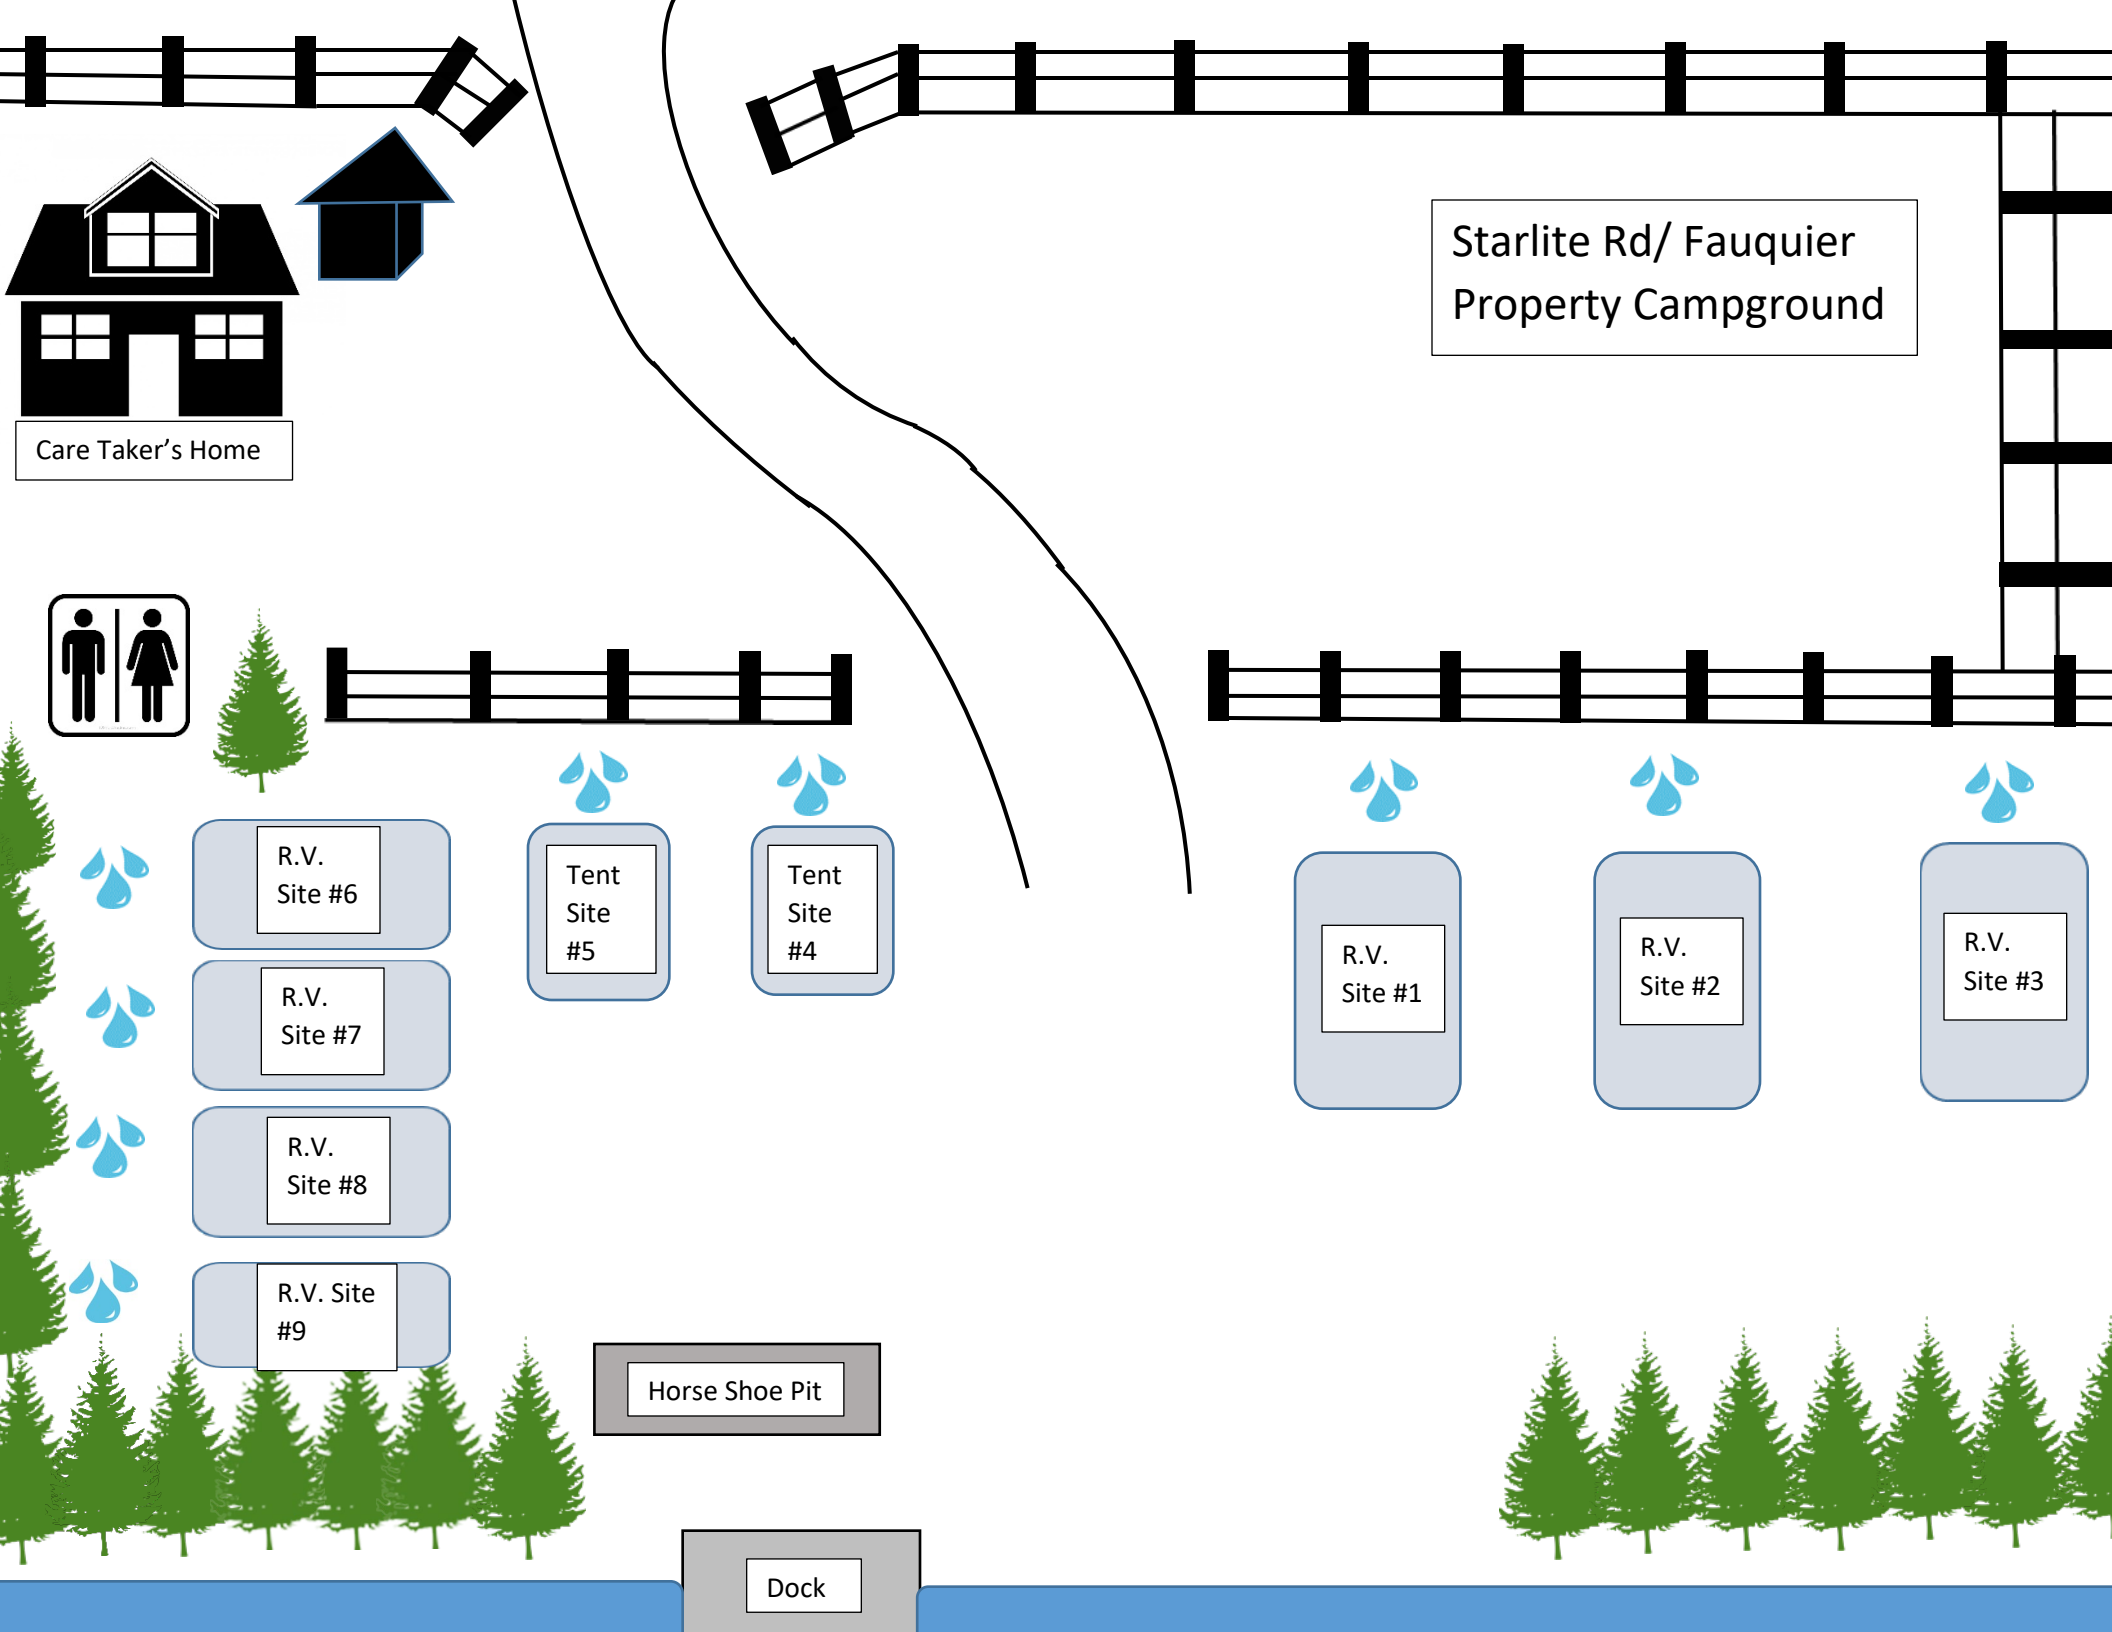 Starlite Rd/ Fauquier
Property Campground
Care Taker’s Home
R.V.
Site #6
Tent
Site
#5
Tent
Site
#4
R.V.
Site #1
R.V.
Site #2
R.V.
Site #3
R.V.
Site #7
R.V.
Site #8
R.V. Site
#9
Horse Shoe Pit
Dock